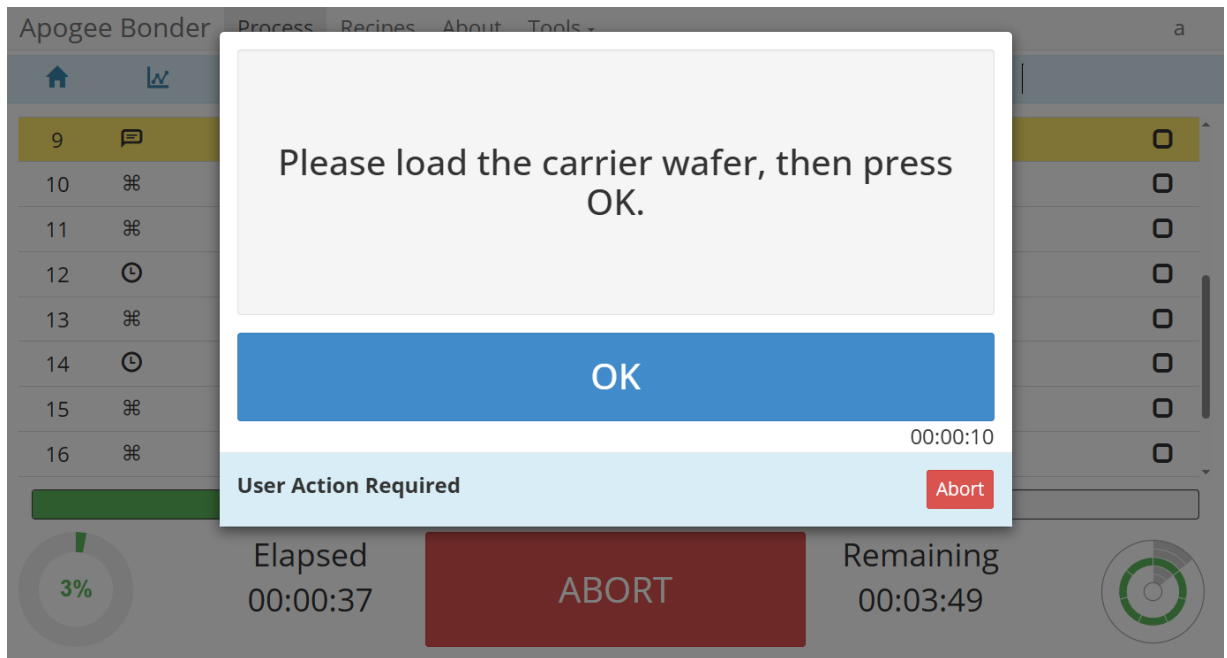 Apogee Bonder Process Recipes About Tools a
9
10
11
12
13
14
15
16
Please load the carrier wafer, then press
OK.
OK
00:00:10
User Action Required
Abort
3%
Elapsed
00:00:37
ABORT
Remaining
00:03:49